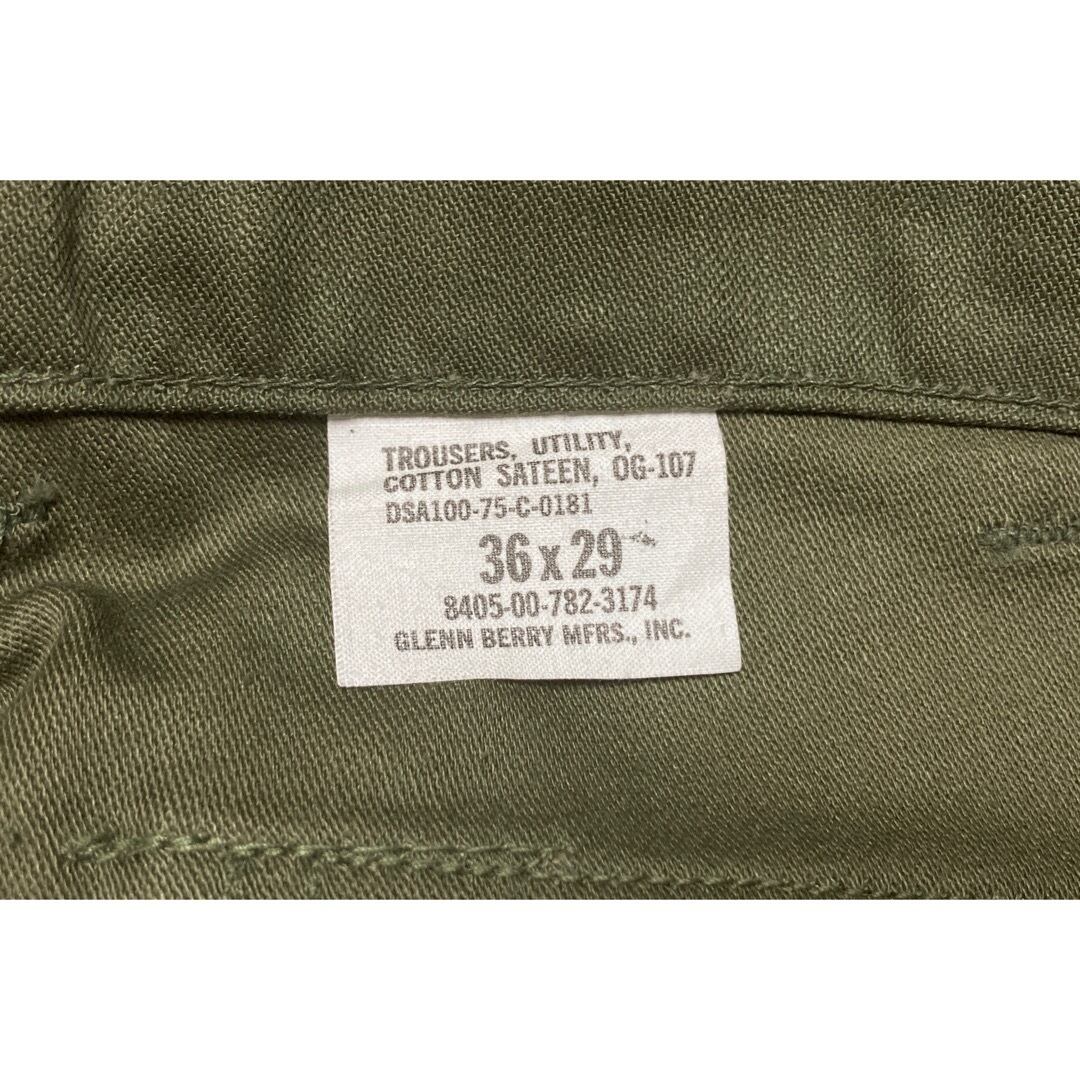 TROUSERS, UTILITY,
COTTON SATEEN, OG-107
DSA100-75-C-0181
36 x 29
8405-00-782-3174
GLENN BERRY MFRS., INC.